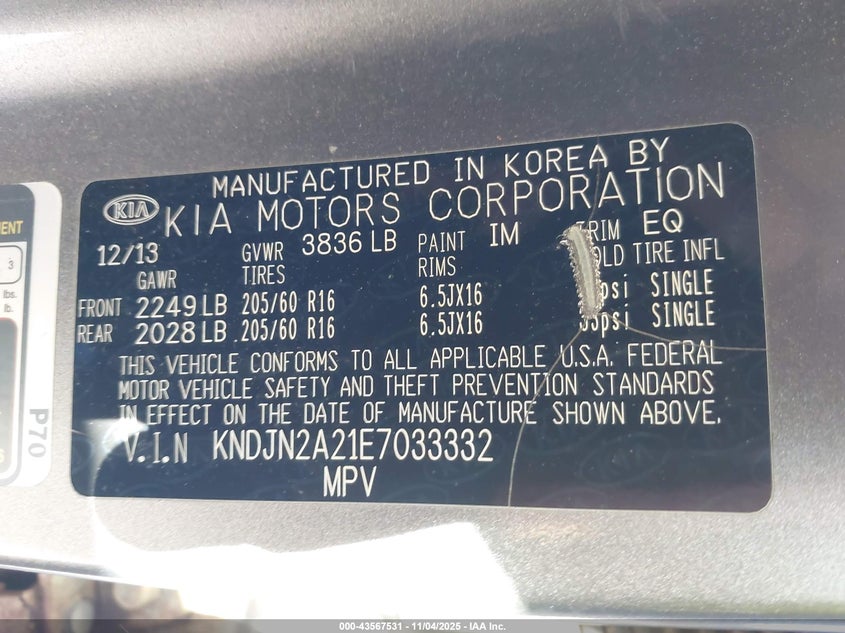 MANUFACTURED IN KOREA BY
KIA KIA MOTORS CORPORATION
12/13 GVWR 3836 LB PAINT IM TRIM EQ
GAWR TIRES RIMS COLD TIRE INFL
FRONT 2249 LB 205/60 R16 6.5JX16 psi SINGLE
REAR 2028 LB 205/60 R16 6.5JX16 psi SINGLE
THIS VEHICLE CONFORMS TO ALL APPLICABLE U.S.A. FEDERAL
MOTOR VEHICLE SAFETY AND THEFT PREVENTION STANDARDS
IN EFFECT ON THE DATE OF MANUFACTURE SHOWN ABOVE.
V.I.N KNDJN2A21E7033332
MPV
3
lbs.
lb.
P70
000-43567531 - 11/04/2025 - IAA Inc.